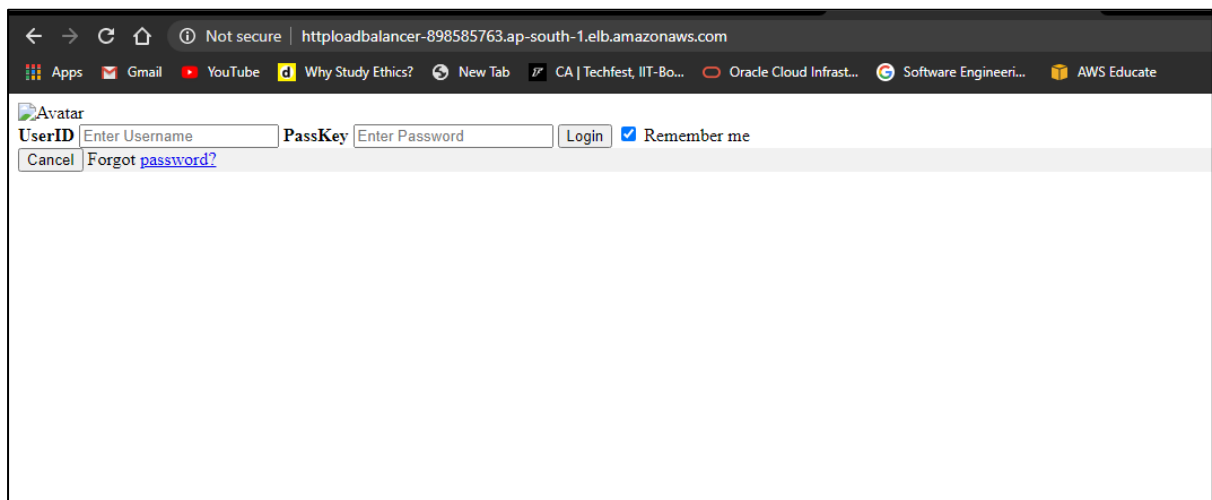 Not secure | httploadbalancer-898585763.ap-south-1.elb.amazonaws.com
Apps Gmail YouTube d Why Study Ethics? New Tab CA | Techfest, IIT-Bo... Oracle Cloud Infrast... G Software Engineeri... AWS Educate
Avatar
UserID Enter Username PassKey Enter Password Login Remember me
Cancel Forgot password?